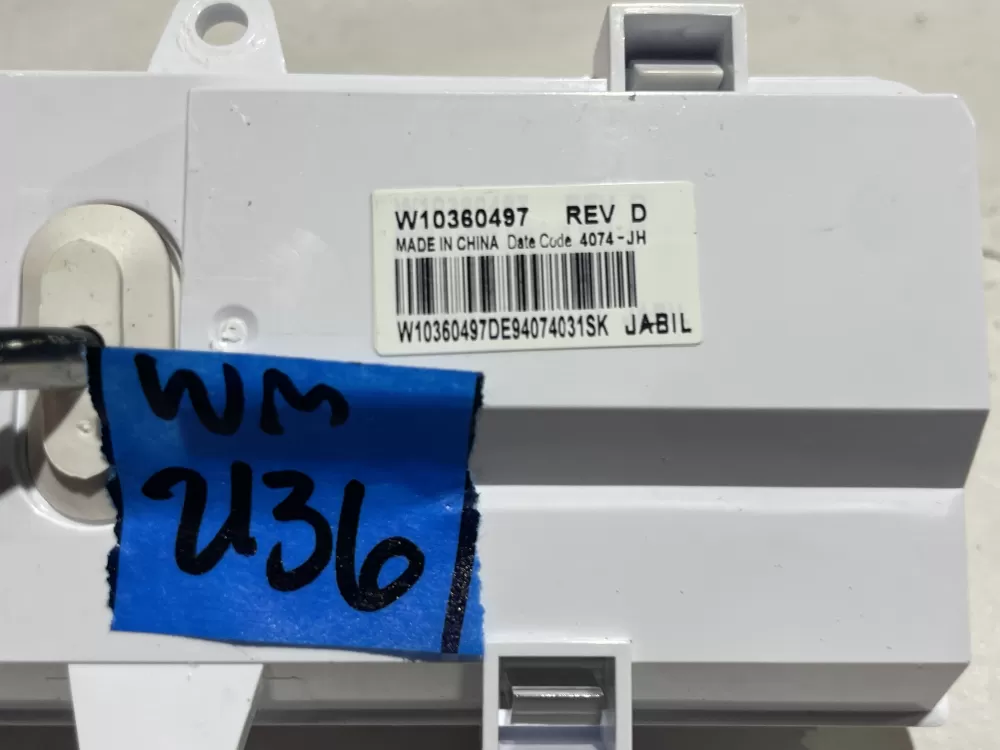 W10360497 REV D
MADE IN CHINA Date Code 4074-JH
W10360497DE94074031SK JABIL
WM
2136